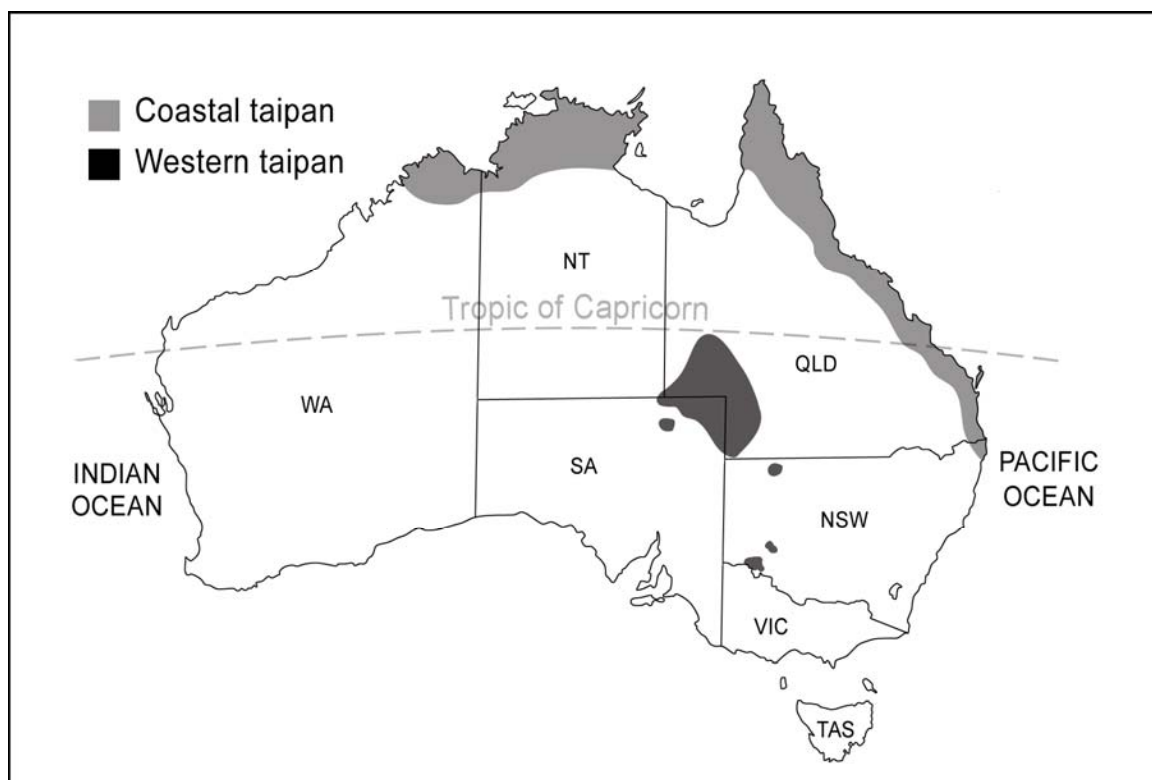 Coastal taipan
Western taipan
NT
Tropic of Capricorn
QLD
WA
INDIAN
OCEAN
SA
PACIFIC
OCEAN
NSW
VIC
TAS